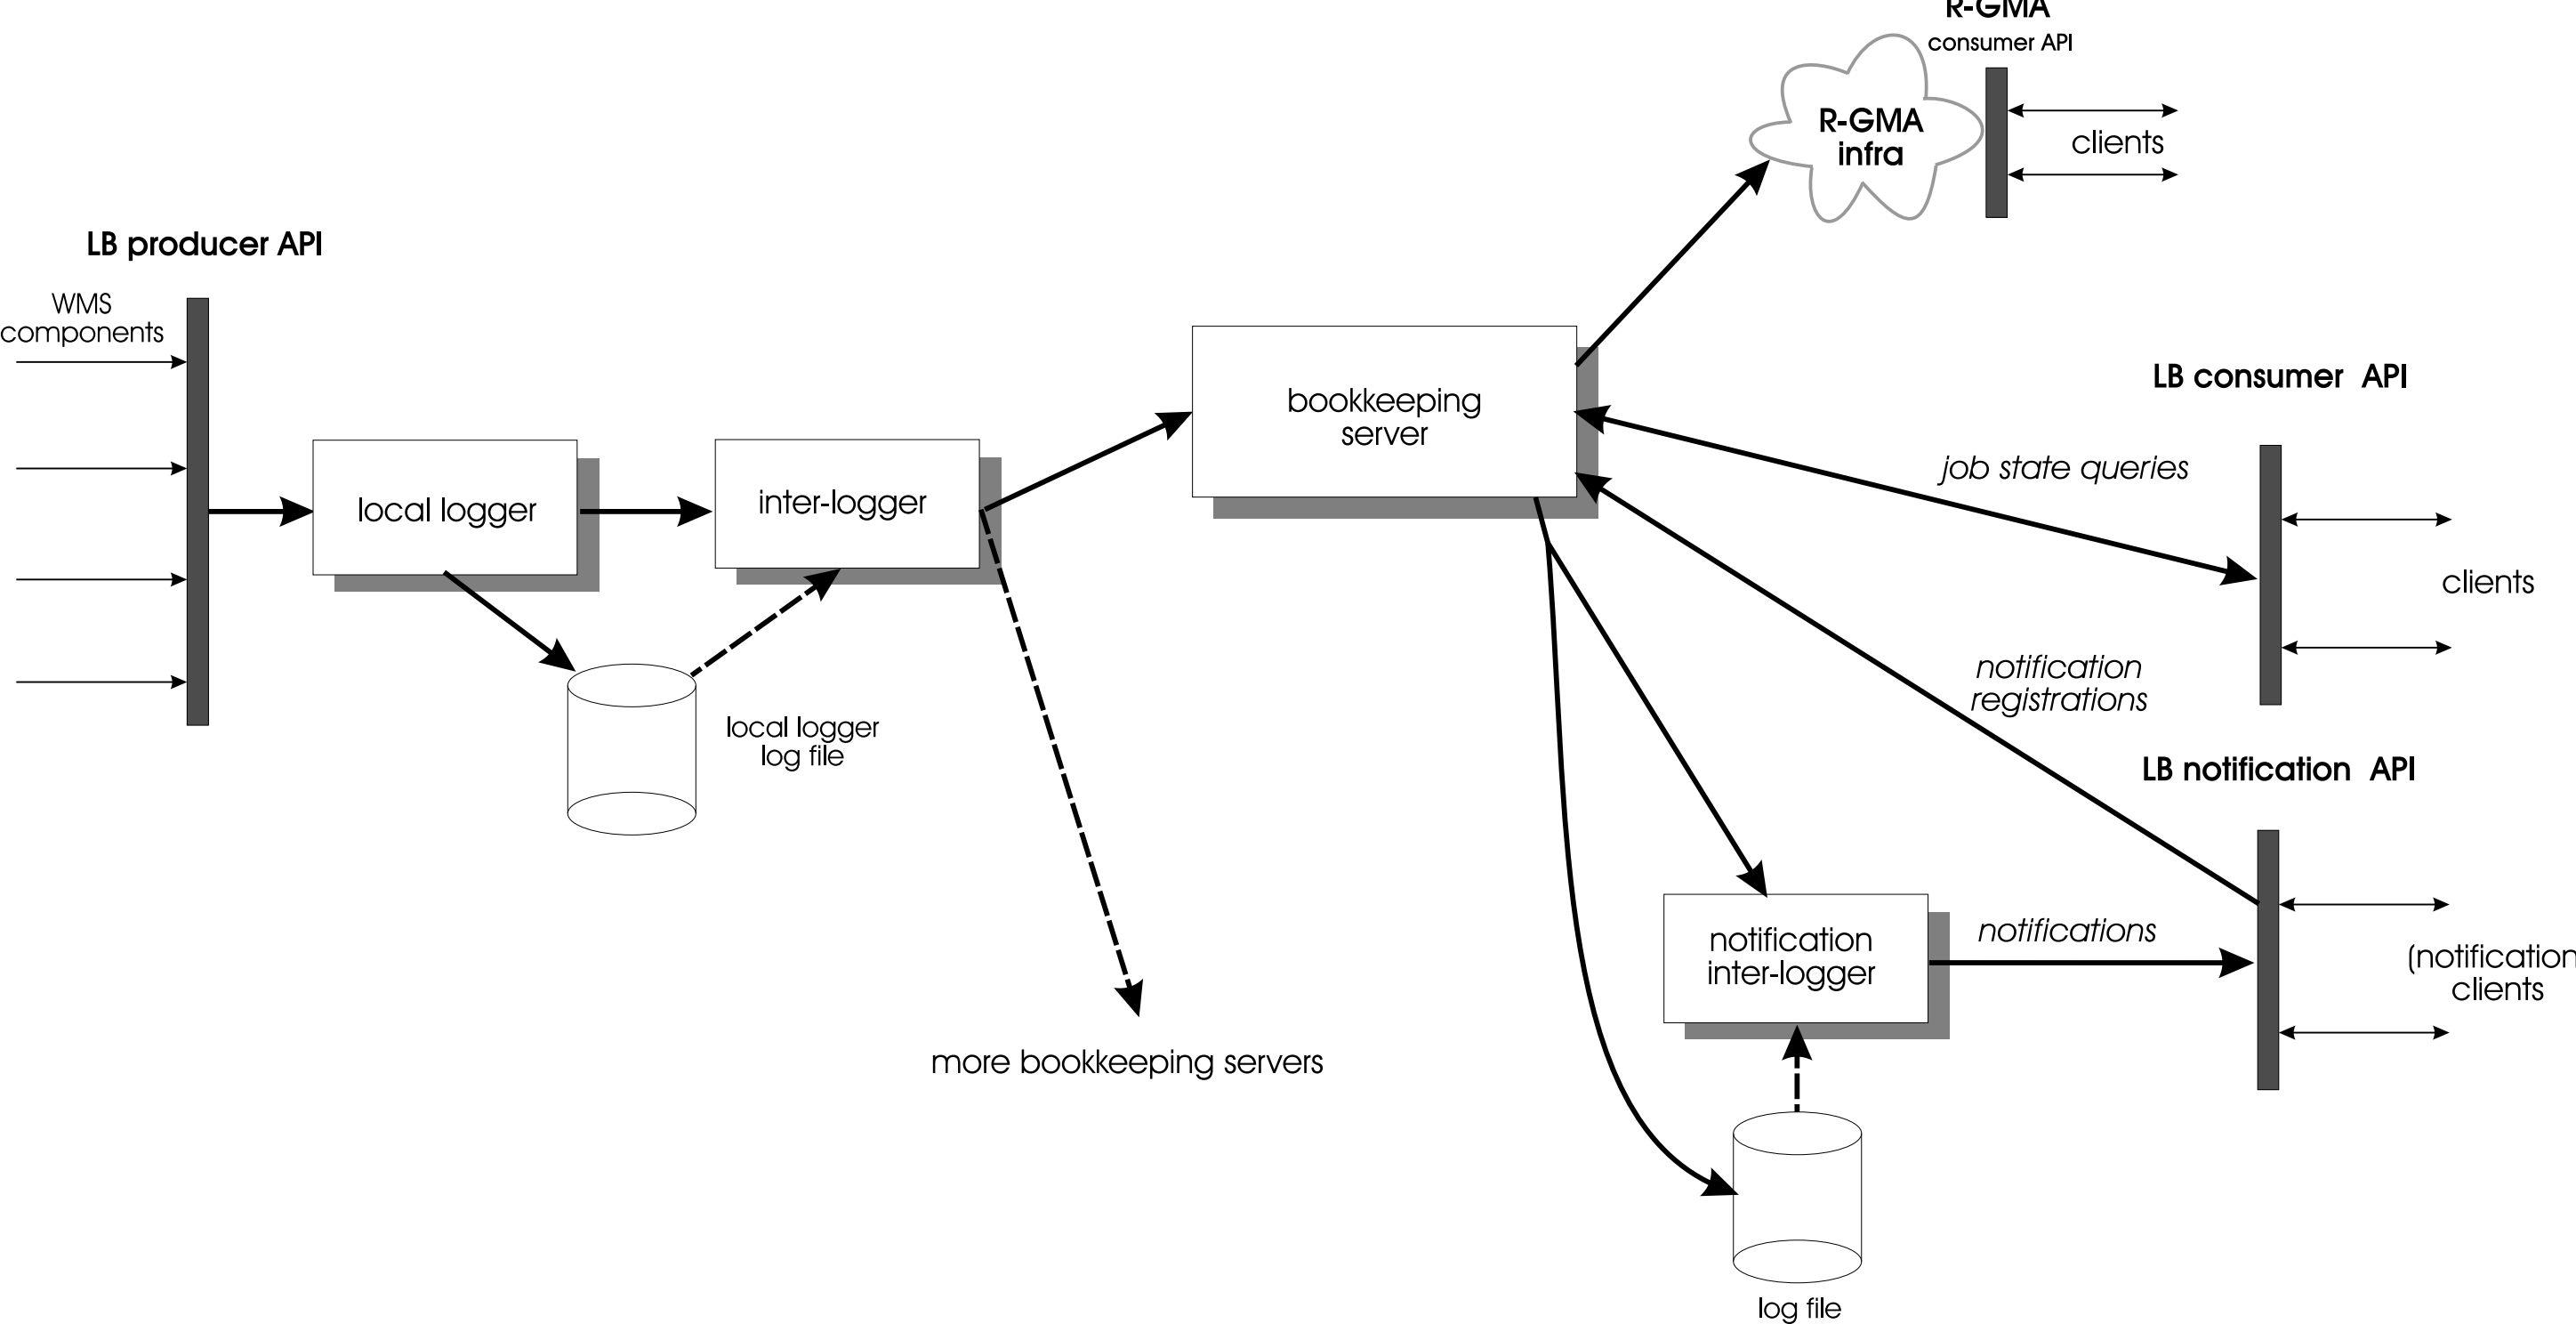 R-GMA
consumer API
R-GMA
infra
clients
LB producer API
WMS
components
bookkeeping
server
LB consumer API
job state queries
local logger
inter-logger
clients
notification
registrations
local logger
log file
LB notification API
notification
inter-logger
notifications
(notification
clients
more bookkeeping servers
log file